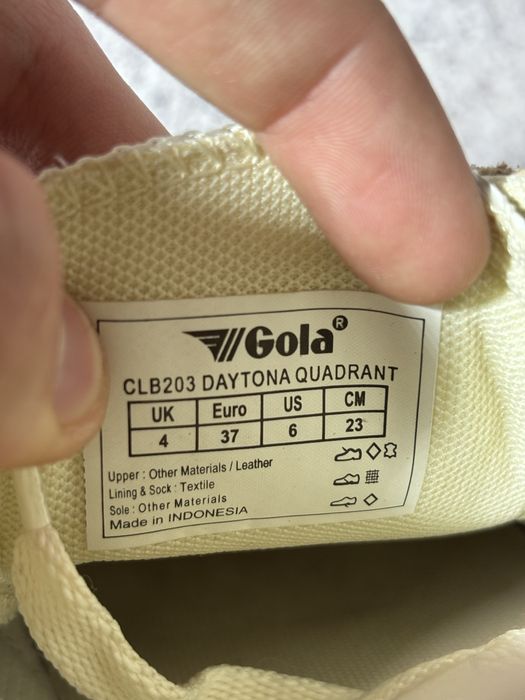 Gola®
CLB203 DAYTONA QUADRANT
UK Euro US CM
4 37 6 23
Upper : Other Materials / Leather
Lining & Sock : Textile
Sole : Other Materials
Made in INDONESIA